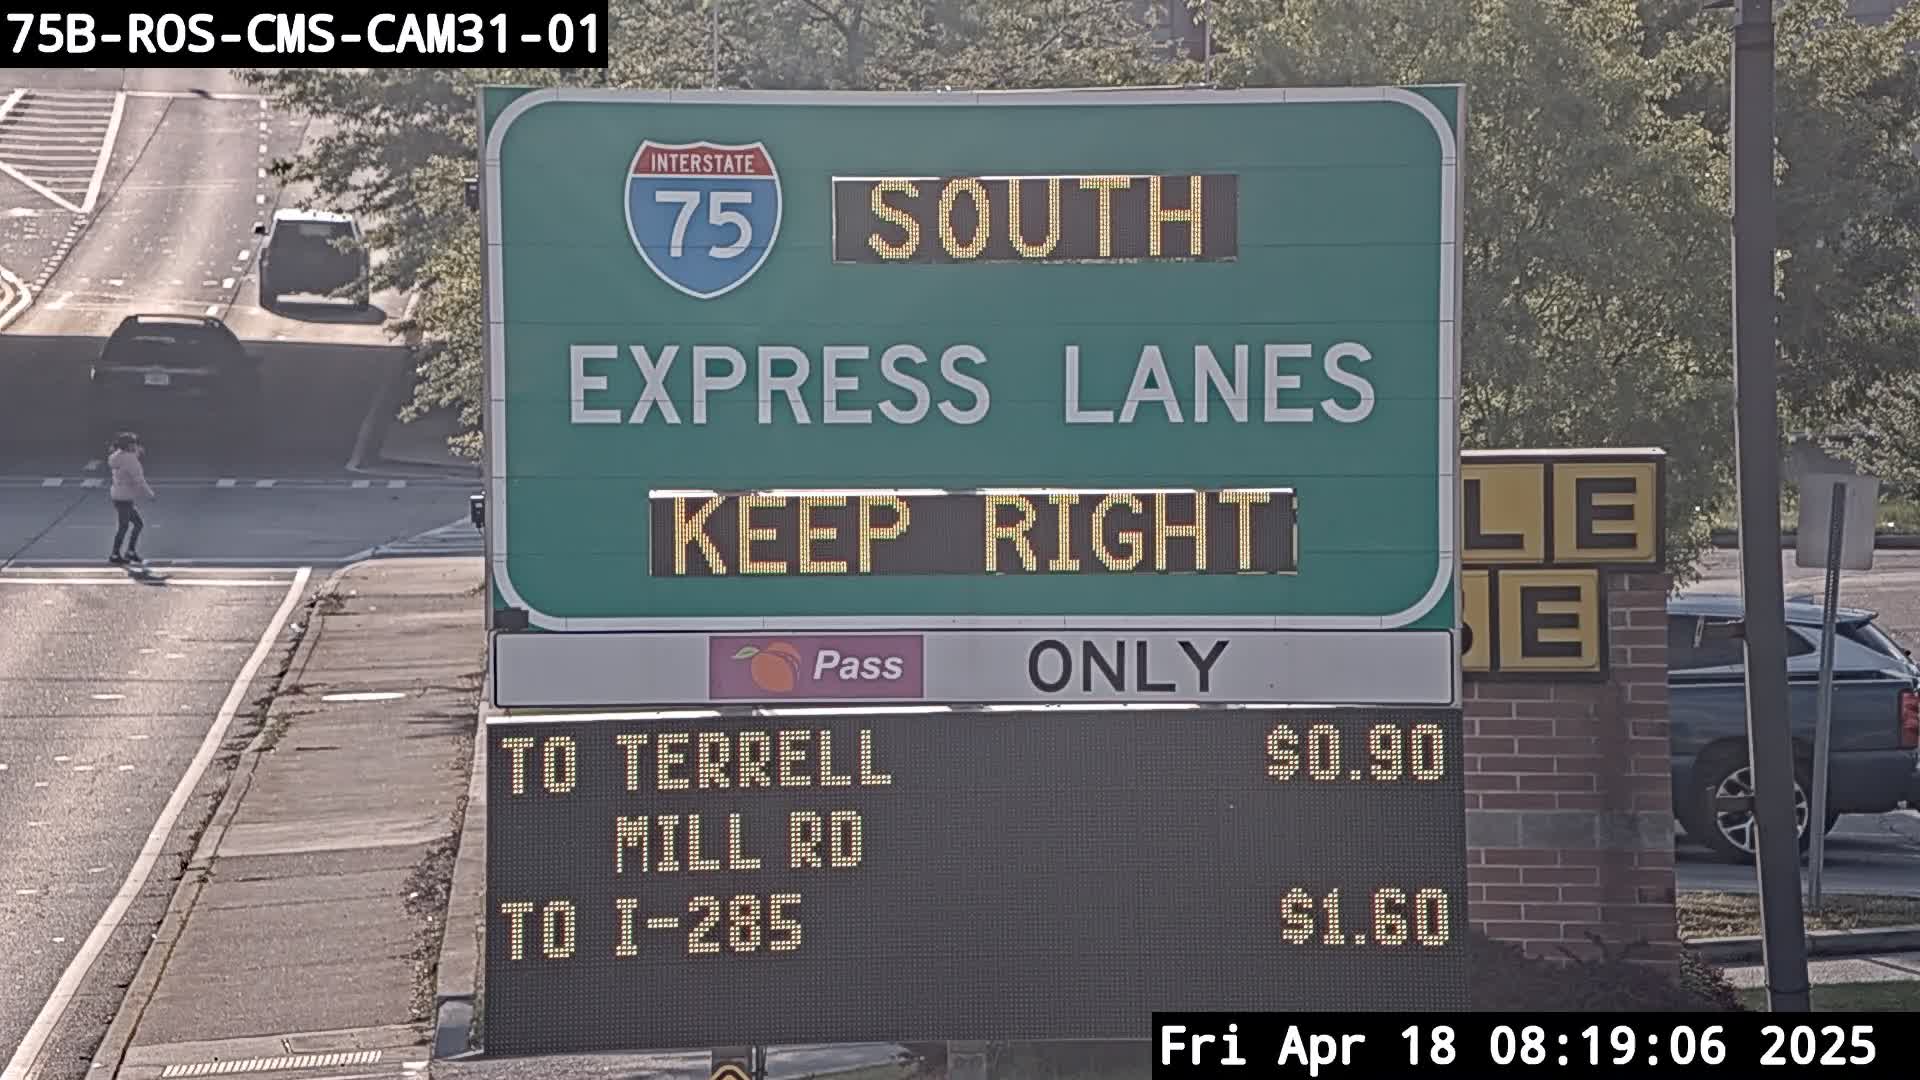 75B-ROS-CMS-CAM31-01
INTERSTATE
75
SOUTH
EXPRESS LANES
KEEP RIGHT
Pass ONLY
TO TERRELL $0.90
MILL RD
TO I-285 $1.60
LE
E
Fri Apr 18 08:19:06 2025